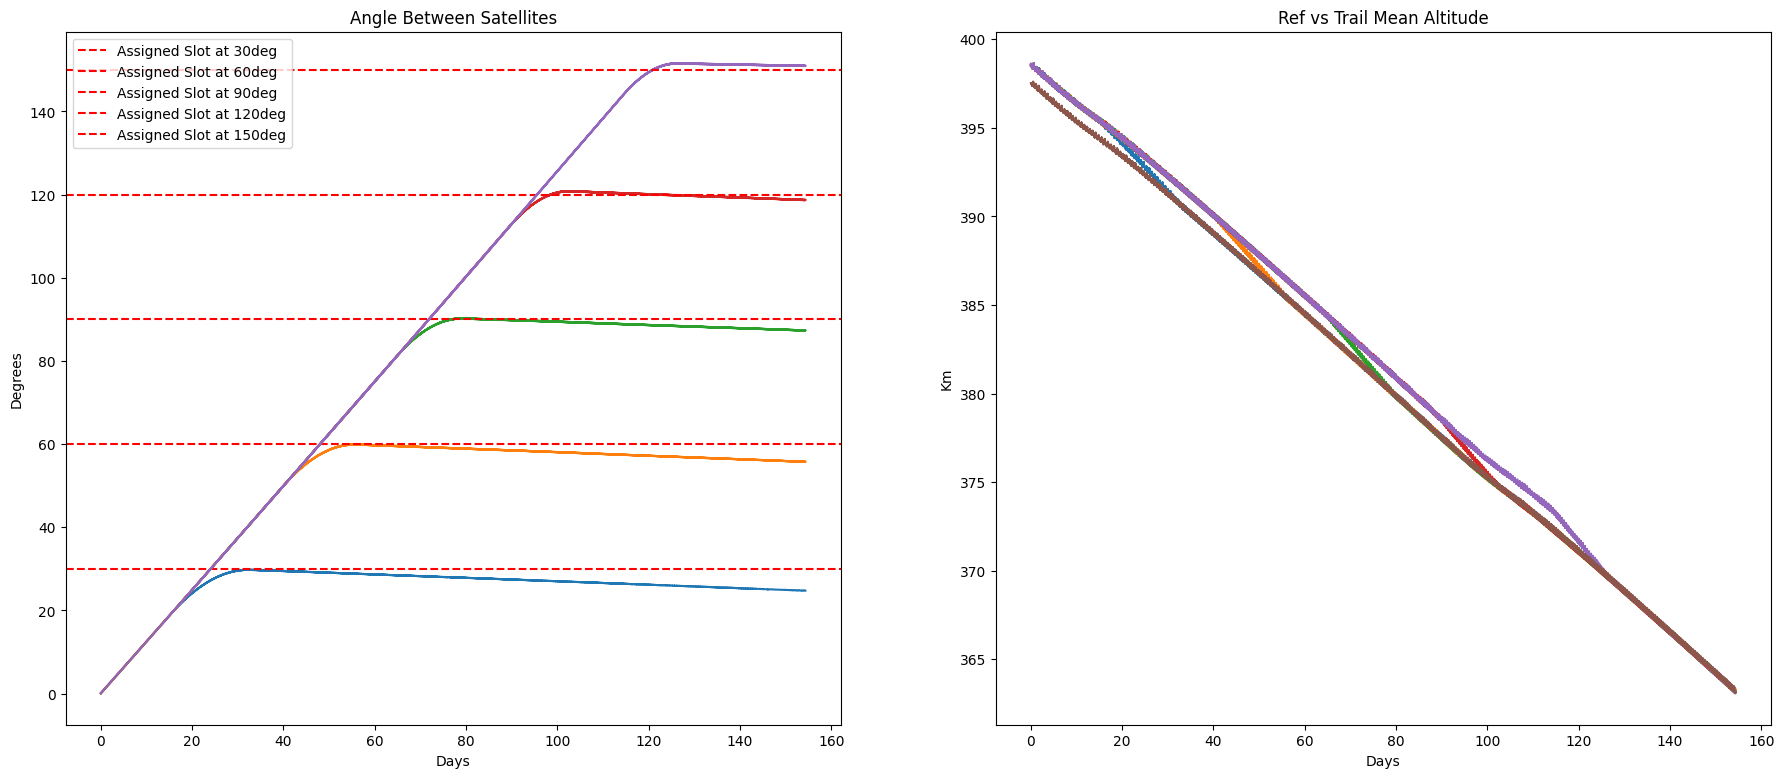 Angle Between Satellites
Assigned Slot at 30deg
Assigned Slot at 60deg
Assigned Slot at 90deg
Assigned Slot at 120deg
Assigned Slot at 150deg
140
120
100
80
60
40
20
0
Degrees
0 20 40 60 80 100 120 140 160
Days
Ref vs Trail Mean Altitude
400
395
390
385
380
375
370
365
Km
0 20 40 60 80 100 120 140 160
Days